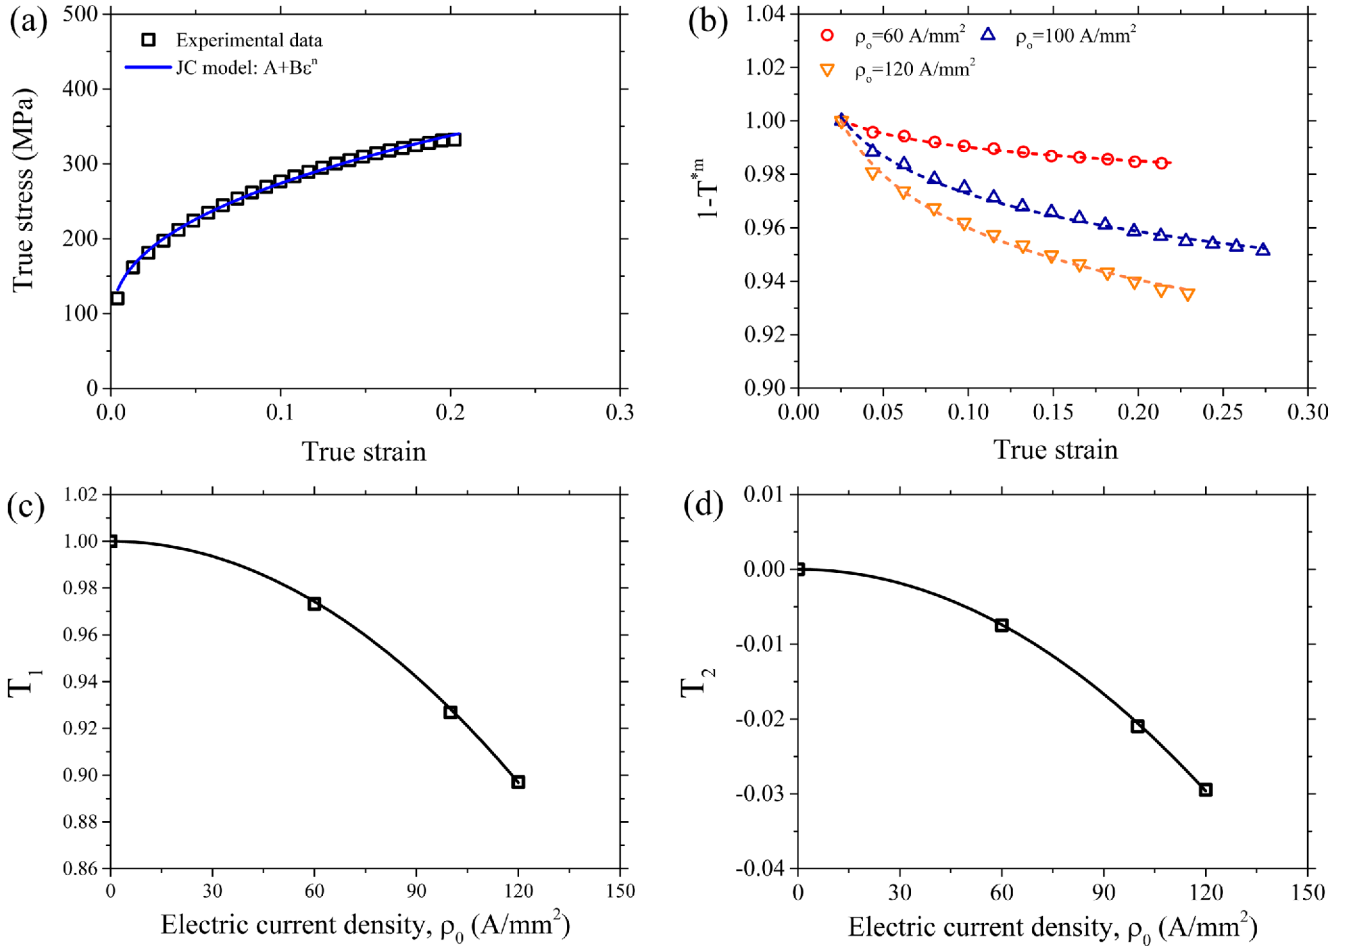 (a)
500
400
300
200
100
0
True stress (MPa)
Experimental data
JC model: A+Bεⁿ
0.0 0.1 0.2 0.3
True strain
(b)
1.04
1.02
1.00
0.98
0.96
0.94
0.92
0.90
1-T*ᵐ
ρₒ=60 A/mm² ρₒ=100 A/mm²
ρₒ=120 A/mm²
0.00 0.05 0.10 0.15 0.20 0.25 0.30
True strain
(c)
1.02
1.00
0.98
0.96
0.94
0.92
0.90
0.88
0.86
T₁
0 30 60 90 120 150
Electric current density, ρ₀ (A/mm²)
(d)
0.01
0.00
-0.01
-0.02
-0.03
-0.04
T₂
0 30 60 90 120 150
Electric current density, ρ₀ (A/mm²)